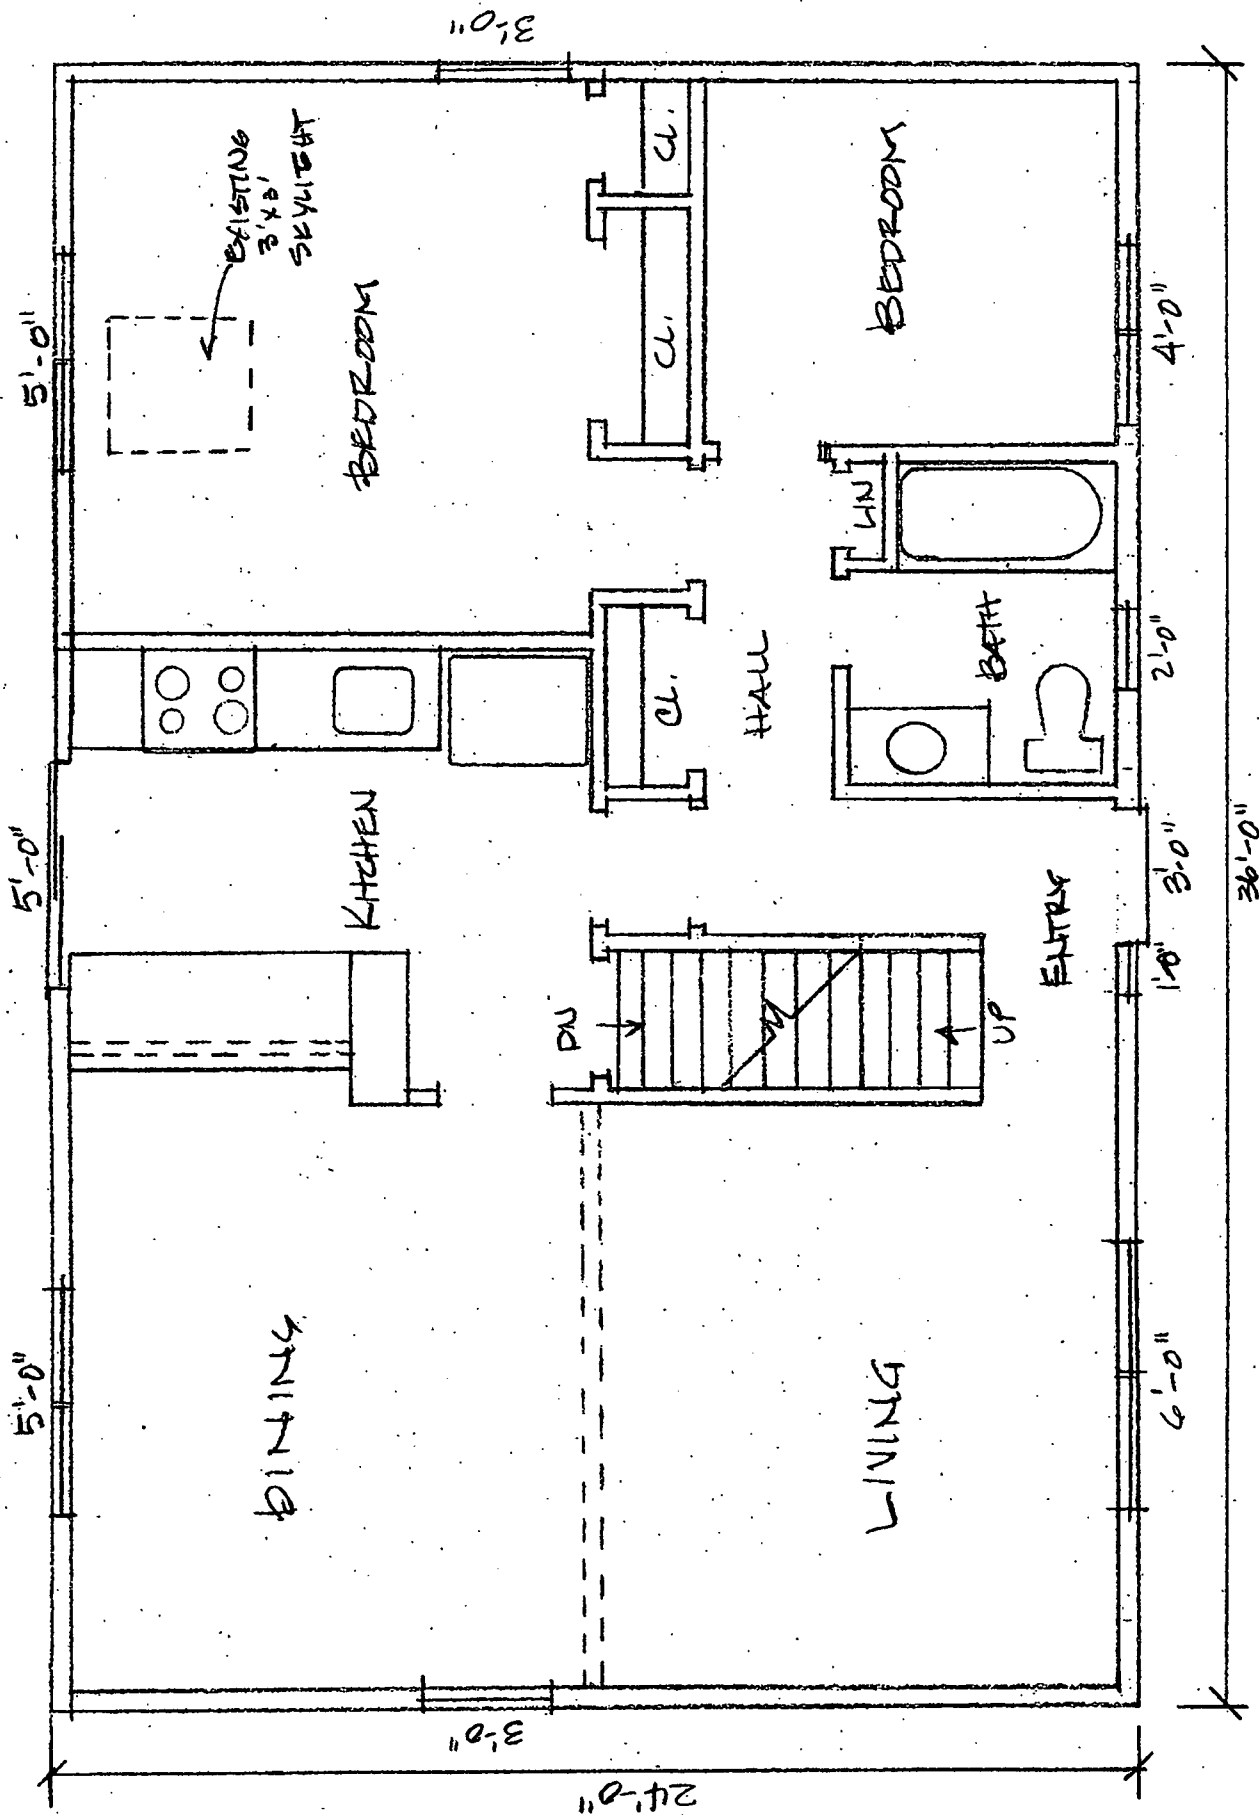 5'-0"
5'-0"
5'-0"
EXISTING
3'x3'
SKYLIGHT
DINING
KITCHEN
BEDROOM
3'-0"
3'-0"
24'-0"
DN
CL.
CL.
CL.
HALL
LIN
LIVING
BEDROOM
UP
ENTRY
BATH
6'-0"
1'-0"
3'-0"
2'-0"
4'-0"
36'-0"